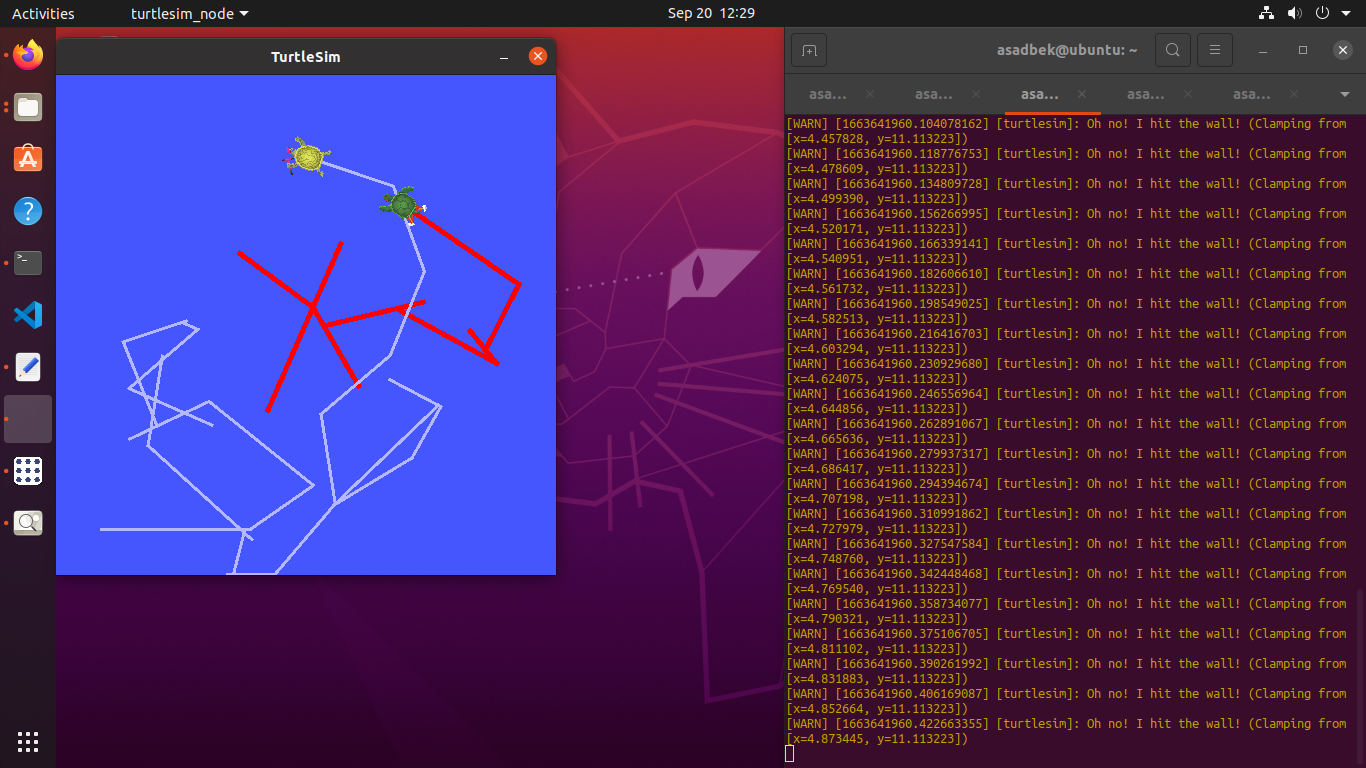 Activities
turtlesim_node
Sep 20 12:29
TurtleSim
asadbek@ubuntu: ~
asa...
asa...
asa...
asa...
asa...
[WARN] [1663641960.104078162] [turtlesim]: Oh no! I hit the wall! (Clamping from
[x=4.457828, y=11.113223])
[WARN] [1663641960.118776753] [turtlesim]: Oh no! I hit the wall! (Clamping from
[x=4.478609, y=11.113223])
[WARN] [1663641960.134809728] [turtlesim]: Oh no! I hit the wall! (Clamping from
[x=4.499390, y=11.113223])
[WARN] [1663641960.156266995] [turtlesim]: Oh no! I hit the wall! (Clamping from
[x=4.520171, y=11.113223])
[WARN] [1663641960.166339141] [turtlesim]: Oh no! I hit the wall! (Clamping from
[x=4.540951, y=11.113223])
[WARN] [1663641960.182606610] [turtlesim]: Oh no! I hit the wall! (Clamping from
[x=4.561732, y=11.113223])
[WARN] [1663641960.198549025] [turtlesim]: Oh no! I hit the wall! (Clamping from
[x=4.582513, y=11.113223])
[WARN] [1663641960.216416703] [turtlesim]: Oh no! I hit the wall! (Clamping from
[x=4.603294, y=11.113223])
[WARN] [1663641960.230929680] [turtlesim]: Oh no! I hit the wall! (Clamping from
[x=4.624075, y=11.113223])
[WARN] [1663641960.246556964] [turtlesim]: Oh no! I hit the wall! (Clamping from
[x=4.644856, y=11.113223])
[WARN] [1663641960.262891067] [turtlesim]: Oh no! I hit the wall! (Clamping from
[x=4.665636, y=11.113223])
[WARN] [1663641960.279937317] [turtlesim]: Oh no! I hit the wall! (Clamping from
[x=4.686417, y=11.113223])
[WARN] [1663641960.294394674] [turtlesim]: Oh no! I hit the wall! (Clamping from
[x=4.707198, y=11.113223])
[WARN] [1663641960.310991862] [turtlesim]: Oh no! I hit the wall! (Clamping from
[x=4.727979, y=11.113223])
[WARN] [1663641960.327547584] [turtlesim]: Oh no! I hit the wall! (Clamping from
[x=4.748760, y=11.113223])
[WARN] [1663641960.342448468] [turtlesim]: Oh no! I hit the wall! (Clamping from
[x=4.769540, y=11.113223])
[WARN] [1663641960.358734077] [turtlesim]: Oh no! I hit the wall! (Clamping from
[x=4.790321, y=11.113223])
[WARN] [1663641960.375106705] [turtlesim]: Oh no! I hit the wall! (Clamping from
[x=4.811102, y=11.113223])
[WARN] [1663641960.390261992] [turtlesim]: Oh no! I hit the wall! (Clamping from
[x=4.831883, y=11.113223])
[WARN] [1663641960.406169087] [turtlesim]: Oh no! I hit the wall! (Clamping from
[x=4.852664, y=11.113223])
[WARN] [1663641960.422663355] [turtlesim]: Oh no! I hit the wall! (Clamping from
[x=4.873445, y=11.113223])